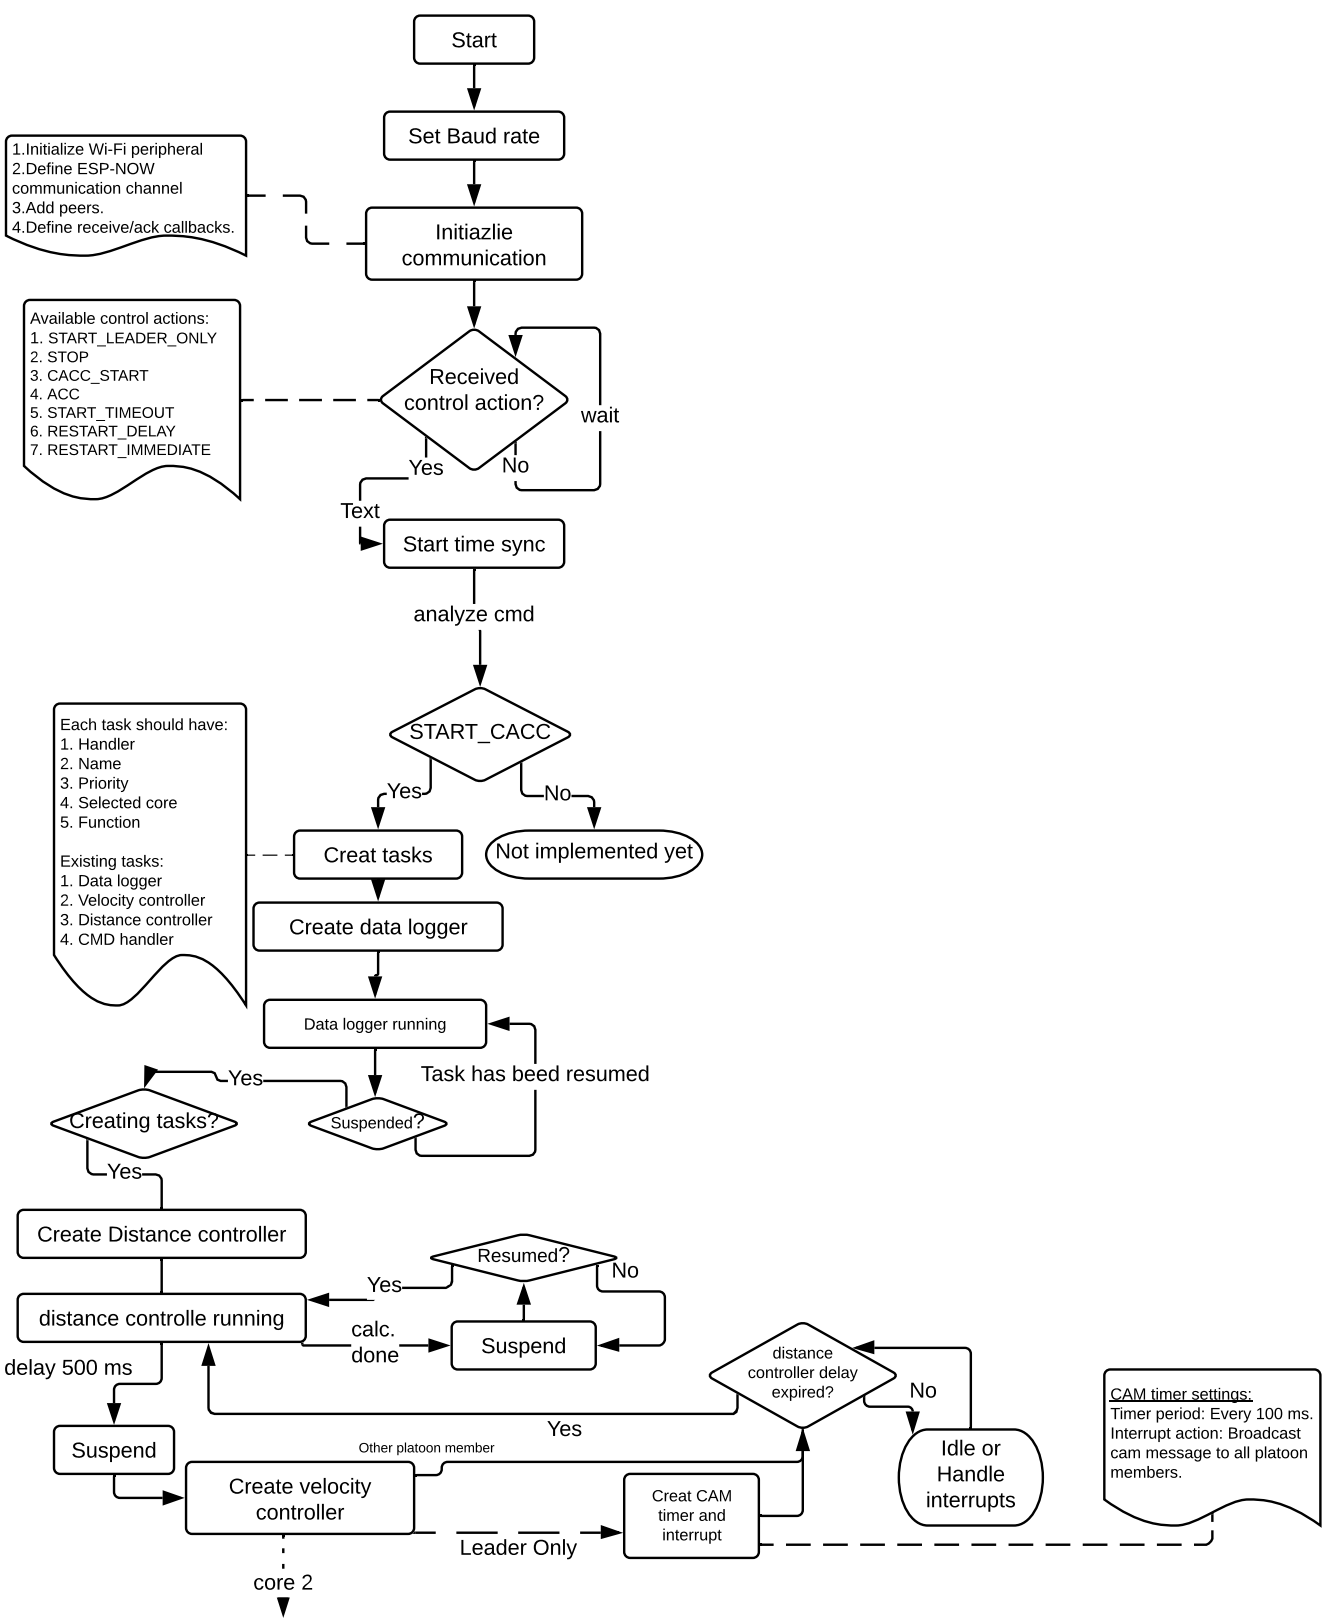 Start
Set Baud rate
1.Initialize Wi-Fi peripheral
2.Define ESP-NOW
communication channel
3.Add peers.
4.Define receive/ack callbacks.
Initiazlie
communication
Available control actions:
1. START_LEADER_ONLY
2. STOP
3. CACC_START
4. ACC
5. START_TIMEOUT
6. RESTART_DELAY
7. RESTART_IMMEDIATE
Received
control action?
wait
Yes
No
Text
Start time sync
analyze cmd
START_CACC
Each task should have:
1. Handler
2. Name
3. Priority
4. Selected core
5. Function
Existing tasks:
1. Data logger
2. Velocity controller
3. Distance controller
4. CMD handler
Yes
No
Creat tasks
Not implemented yet
Create data logger
Data logger running
Task has beed resumed
Yes
Creating tasks?
Suspended?
Yes
Create Distance controller
Resumed?
No
Yes
distance controlle running
calc.
done
Suspend
delay 500 ms
distance
controller delay
expired?
No
CAM timer settings:
Timer period: Every 100 ms.
Interrupt action: Broadcast
cam message to all platoon
members.
Yes
Suspend
Other platoon member
Idle or
Handle
interrupts
Create velocity
controller
Creat CAM
timer and
interrupt
Leader Only
core 2